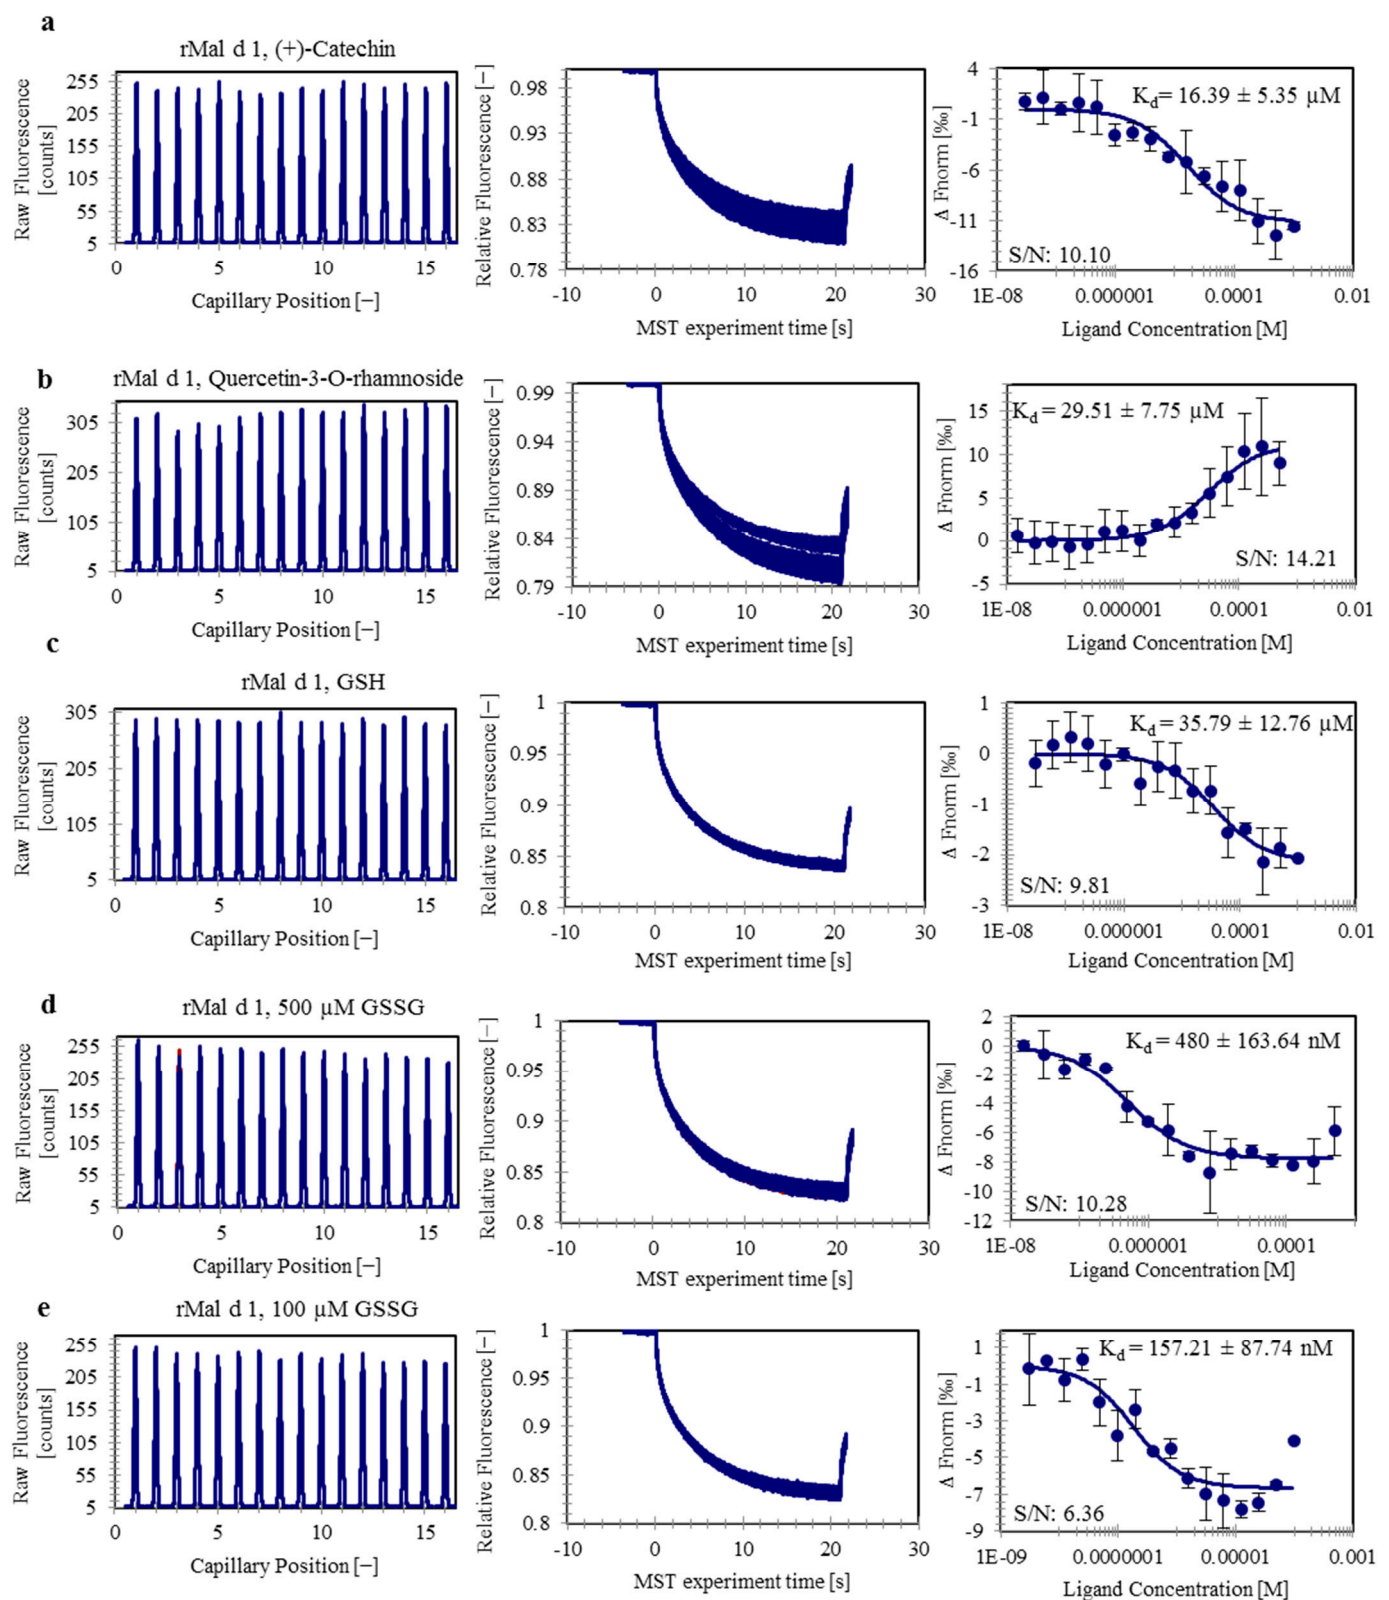 a
rMal d 1, (+)-Catechin
Raw Fluorescence
[counts]
255
205
155
105
55
5
0
5
10
15
Capillary Position [–]
Relative Fluorescence [–]
0.98
0.93
0.88
0.83
0.78
-10
0
10
20
30
MST experiment time [s]
Δ Fnorm [‰]
4
-1
-6
-11
-16
Kd= 16.39 ± 5.35 µM
S/N: 10.10
1E-08
0.000001
0.0001
0.01
Ligand Concentration [M]
b
rMal d 1, Quercetin-3-O-rhamnoside
Raw Fluorescence
[counts]
305
205
105
5
0
5
10
15
Capillary Position [–]
Relative Fluorescence [–]
0.99
0.94
0.89
0.84
0.79
-10
0
10
20
30
MST experiment time [s]
Δ Fnorm [‰]
15
10
5
0
-5
Kd = 29.51 ± 7.75 µM
S/N: 14.21
1E-08
0.000001
0.0001
0.01
Ligand Concentration [M]
c
rMal d 1, GSH
Raw Fluorescence
[counts]
305
205
105
5
0
5
10
15
Capillary Position [–]
Relative Fluorescence [–]
1
0.95
0.9
0.85
0.8
-10
0
10
20
30
MST experiment time [s]
Δ Fnorm [‰]
1
0
-1
-2
-3
Kd = 35.79 ± 12.76 µM
S/N: 9.81
1E-08
0.000001
0.0001
0.01
Ligand Concentration [M]
d
rMal d 1, 500 µM GSSG
Raw Fluorescence
[counts]
255
205
155
105
55
5
0
5
10
15
Capillary Position [–]
Relative Fluorescence [–]
1
0.95
0.9
0.85
0.8
-10
0
10
20
30
MST experiment time [s]
Δ Fnorm [‰]
2
0
-2
-4
-6
-8
-10
-12
Kd = 480 ± 163.64 nM
S/N: 10.28
1E-08
0.000001
0.0001
Ligand Concentration [M]
e
rMal d 1, 100 µM GSSG
Raw Fluorescence
[counts]
255
205
155
105
55
5
0
5
10
15
Capillary Position [–]
Relative Fluorescence [–]
1
0.95
0.9
0.85
0.8
-10
0
10
20
30
MST experiment time [s]
Δ Fnorm [‰]
1
-1
-3
-5
-7
-9
Kd = 157.21 ± 87.74 nM
S/N: 6.36
1E-09
0.0000001
0.00001
0.001
Ligand Concentration [M]